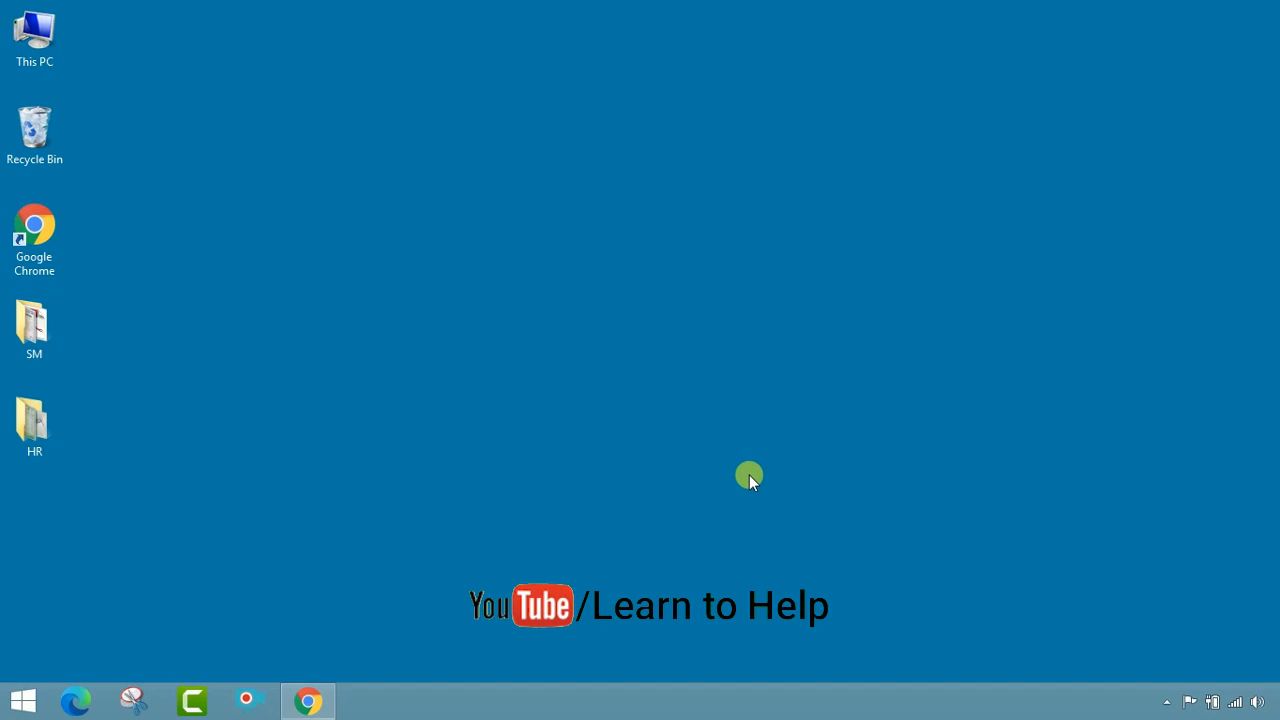 This PC
Recycle Bin
Google
Chrome
SM
HR
YouTube/Learn to Help